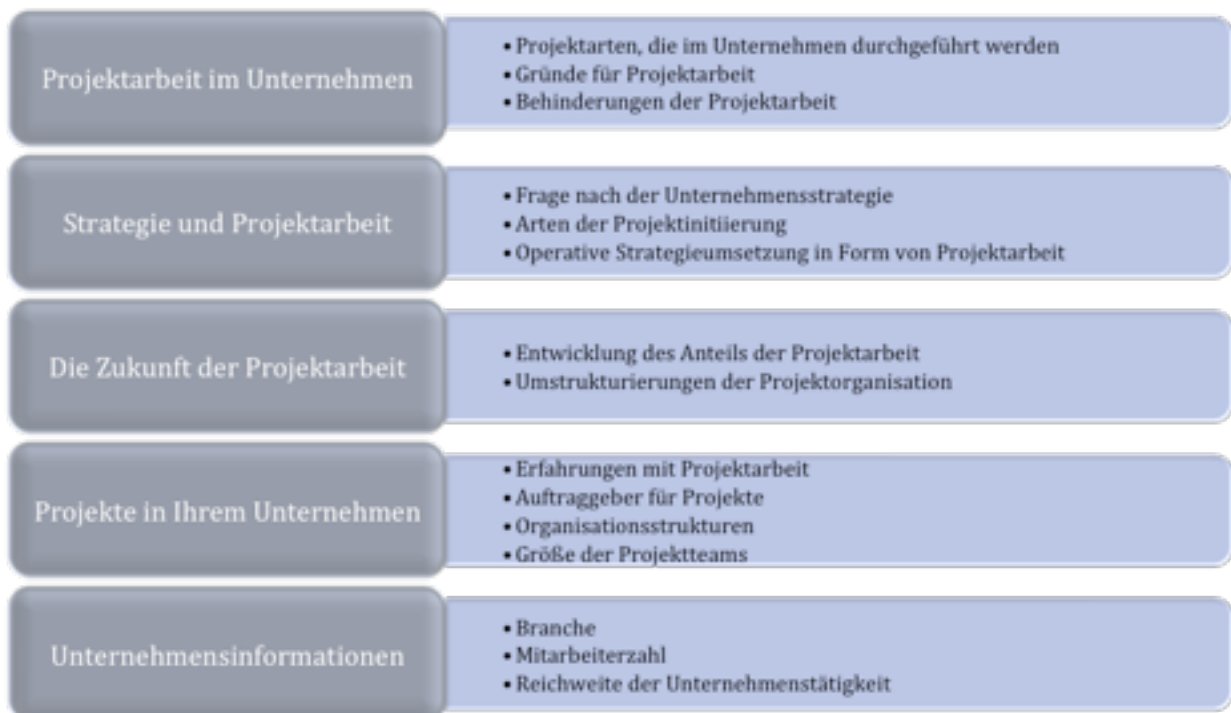 Projektarbeit im Unternehmen
• Projektarten, die im Unternehmen durchgeführt werden
• Gründe für Projektarbeit
• Behinderungen der Projektarbeit
Strategie und Projektarbeit
• Frage nach der Unternehmensstrategie
• Arten der Projektinitiierung
• Operative Strategieumsetzung in Form von Projektarbeit
Die Zukunft der Projektarbeit
• Entwicklung des Anteils der Projektarbeit
• Umstrukturierungen der Projektorganisation
Projekte in Ihrem Unternehmen
• Erfahrungen mit Projektarbeit
• Auftraggeber für Projekte
• Organisationsstrukturen
• Größe der Projektteams
Unternehmensinformationen
• Branche
• Mitarbeiterzahl
• Reichweite der Unternehmenstätigkeit